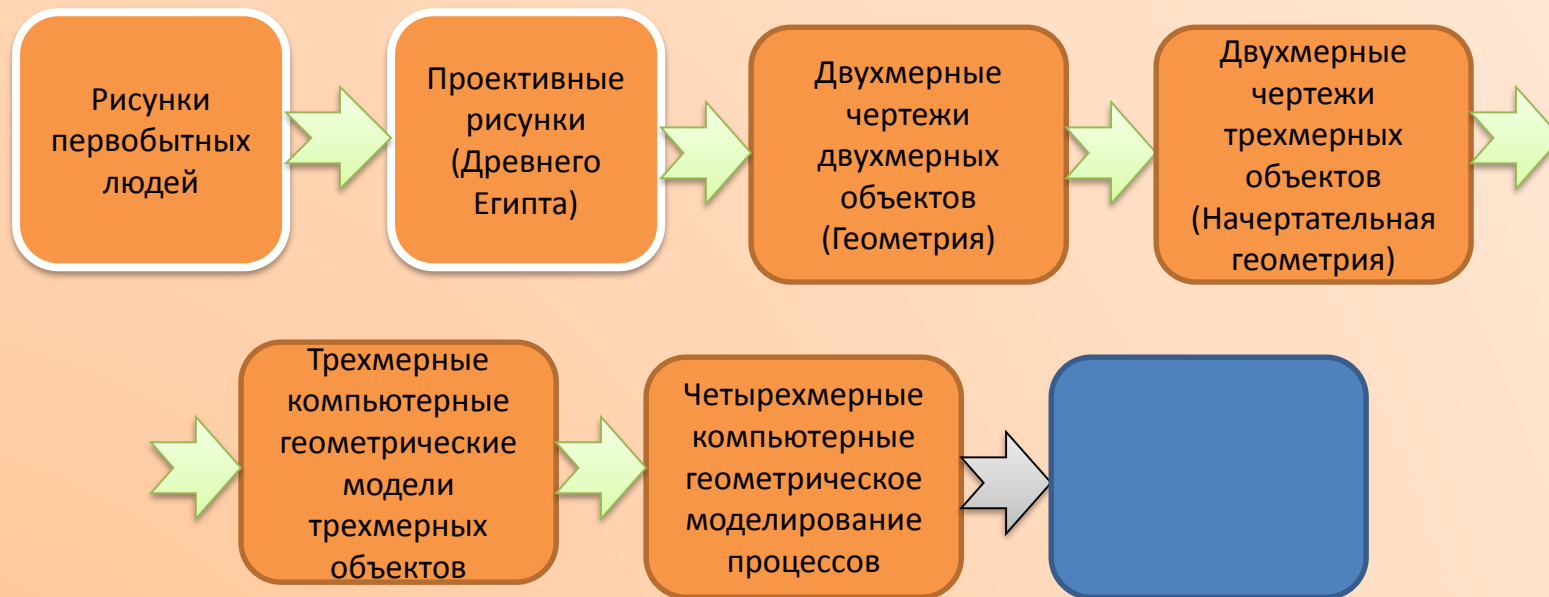 Рисунки
первобытных
людей
Проективные
рисунки
(Древнего
Египта)
Двухмерные
чертежи
двухмерных
объектов
(Геометрия)
Двухмерные
чертежи
трехмерных
объектов
(Начертательная
геометрия)
Трехмерные
компьютерные
геометрические
модели
трехмерных
объектов
Четырехмерные
компьютерные
геометрическое
моделирование
процессов